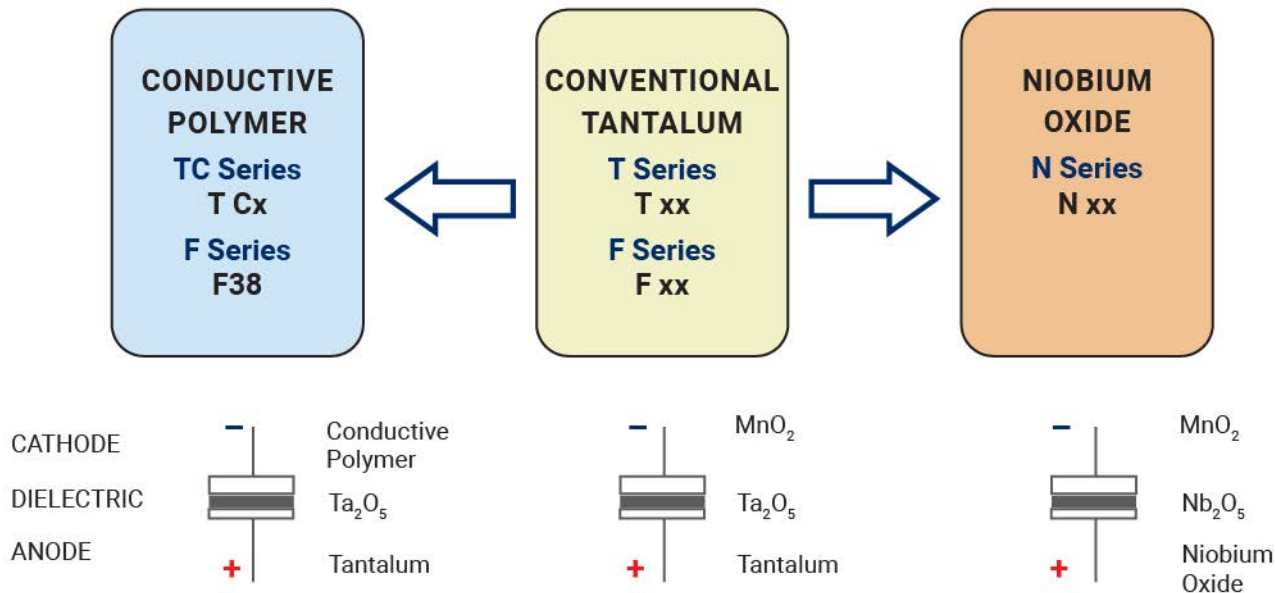 CONDUCTIVE
POLYMER
TC Series
T Cx
F Series
F38
CONVENTIONAL
TANTALUM
T Series
T xx
F Series
F xx
NIOBIUM
OXIDE
N Series
N xx
CATHODE
DIELECTRIC
ANODE
−
Conductive
Polymer
Ta₂O₅
+
Tantalum
−
MnO₂
Ta₂O₅
+
Tantalum
−
MnO₂
Nb₂O₅
+
Niobium
Oxide